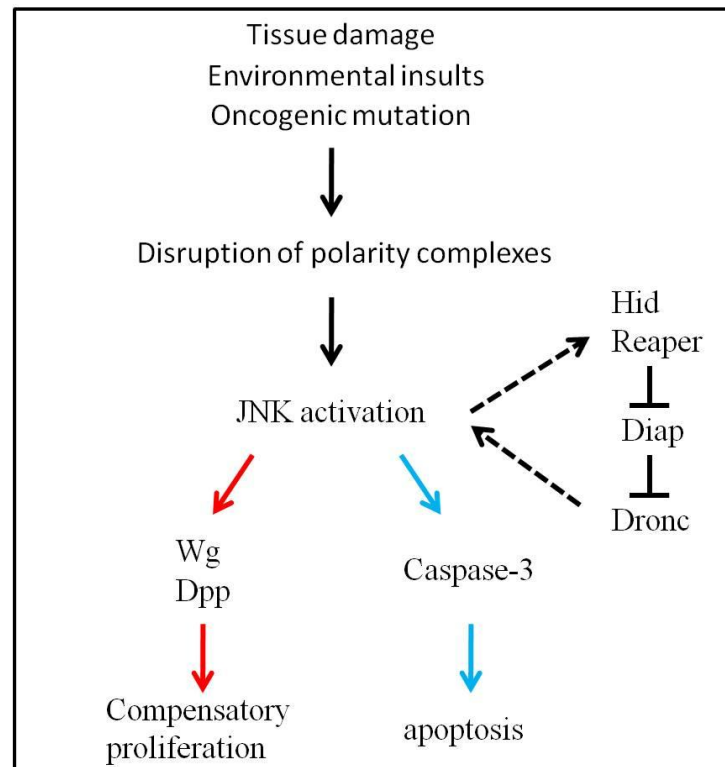 Tissue damage
Environmental insults
Oncogenic mutation
Disruption of polarity complexes
Hid
Reaper
JNK activation
Diap
Dronc
Wg
Dpp
Caspase-3
Compensatory
proliferation
apoptosis